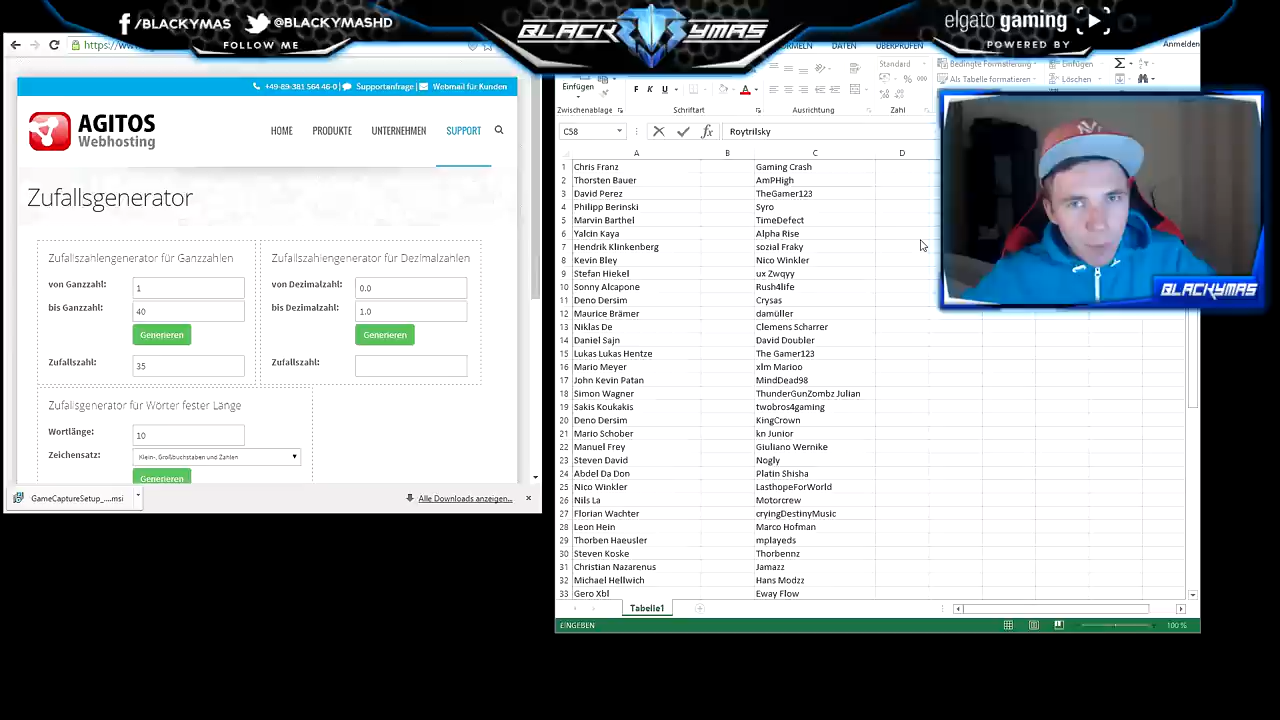 /BLACKYMAS
@BLACKYMASHD
FOLLOW ME
BLACKYMAS
elgato gaming
POWERED BY
https://www.
+49-89-381 564 46-0 | Supportanfrage | Webmail für Kunden
AGITOS
Webhosting
HOME PRODUKTE UNTERNEHMEN SUPPORT
Zufallsgenerator
Zufallszahlengenerator für Ganzzahlen
von Ganzzahl: 1
bis Ganzzahl: 40
Generieren
Zufallszahl: 35
Zufallszahlengenerator für Dezimalzahlen
von Dezimalzahl: 0.0
bis Dezimalzahl: 1.0
Generieren
Zufallszahl:
Zufallsgenerator für Wörter fester Länge
Wortlänge: 10
Zeichensatz: Klein-, Großbuchstaben und Zahlen
Generieren
GameCaptureSetup_....msi
Alle Downloads anzeigen...
DATEN ÜBERPRÜFEN
Anmelden
Standard
Bedingte Formatierung
Einfügen
Als Tabelle formatieren
Löschen
Einfügen
F K U
Zwischenablage Schriftart Ausrichtung Zahl
C58 Roytrilsky
A B C D
1 Chris Franz Gaming Crash
2 Thorsten Bauer AmPHigh
3 David Perez TheGamer123
4 Philipp Berinski Syro
5 Marvin Barthel TimeDefect
6 Yalcin Kaya Alpha Rise
7 Hendrik Klinkenberg sozial Fraky
8 Kevin Bley Nico Winkler
9 Stefan Hiekel ux Zwqyy
10 Sonny Alcapone Rush4life
11 Deno Dersim Crysas
12 Maurice Brämer damüller
13 Niklas De Clemens Scharrer
14 Daniel Sajn David Doubler
15 Lukas Lukas Hentze The Gamer123
16 Mario Meyer xlm Marioo
17 John Kevin Patan MindDead98
18 Simon Wagner ThunderGunZombz Julian
19 Sakis Koukakis twobros4gaming
20 Deno Dersim KingCrown
21 Mario Schober kn Junior
22 Manuel Frey Giuliano Wernike
23 Steven David Nogly
24 Abdel Da Don Platin Shisha
25 Nico Winkler LasthopeForWorld
26 Nils La Motorcrew
27 Florian Wachter cryingDestinyMusic
28 Leon Hein Marco Hofman
29 Thorben Haeusler mplayeds
30 Steven Koske Thorbennz
31 Christian Nazarenus Jamazz
32 Michael Hellwich Hans Modzz
33 Gero Xbl Eway Flow
Tabelle1
EINGEBEN
100 %
BLACKYMAS